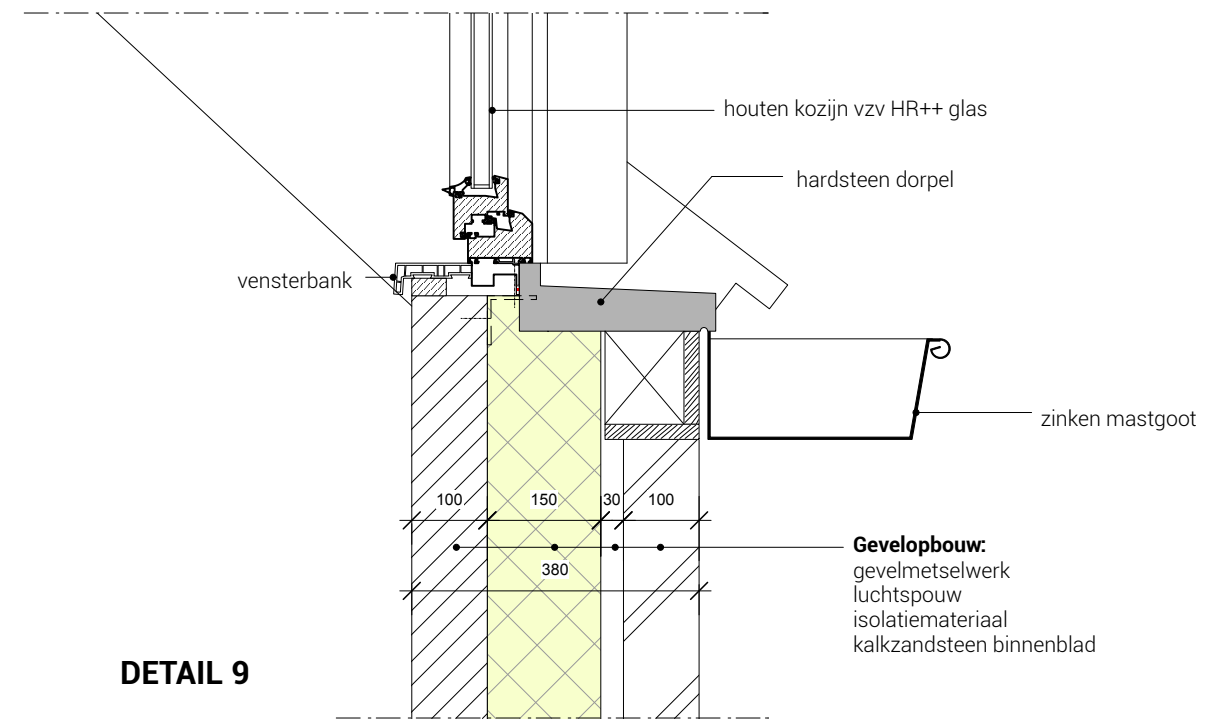 houten kozijn vzv HR++ glas
hardsteen dorpel
vensterbank
zinken mastgoot
100
150
30
100
380
Gevelopbouw:
gevelmetselwerk
luchtspouw
isolatiemateriaal
kalkzandsteen binnenblad
DETAIL 9